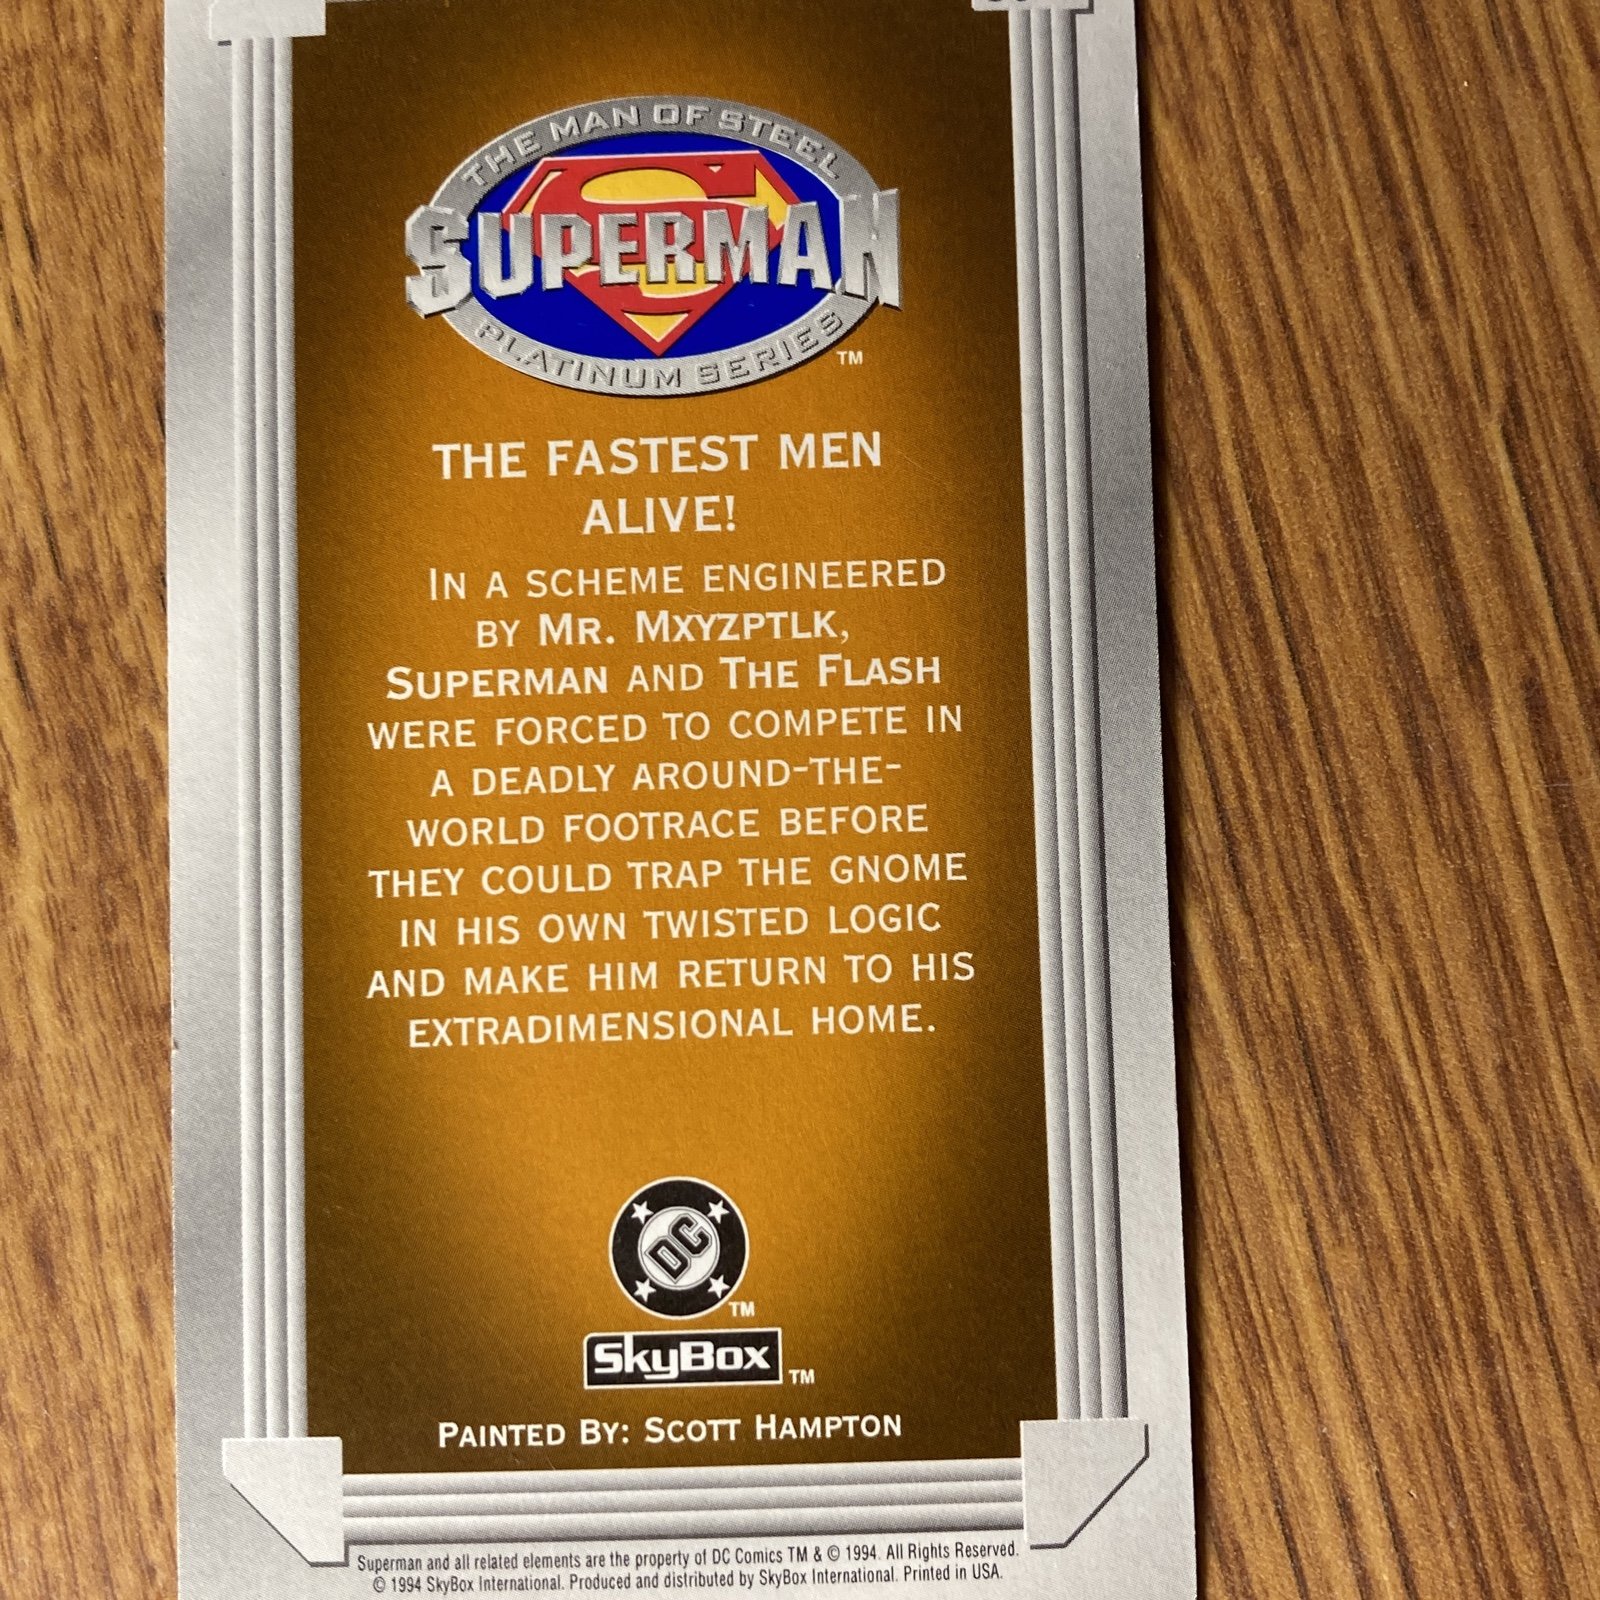 THE MAN OF STEEL
SUPERMAN
PLATINUM SERIES
TM
THE FASTEST MEN
ALIVE!
IN A SCHEME ENGINEERED
BY MR. MXYZPTLK,
SUPERMAN AND THE FLASH
WERE FORCED TO COMPETE IN
A DEADLY AROUND-THE-
WORLD FOOTRACE BEFORE
THEY COULD TRAP THE GNOME
IN HIS OWN TWISTED LOGIC
AND MAKE HIM RETURN TO HIS
EXTRADIMENSIONAL HOME.
DC
TM
SkyBox TM
PAINTED BY: SCOTT HAMPTON
Superman and all related elements are the property of DC Comics TM & © 1994. All Rights Reserved.
© 1994 SkyBox International. Produced and distributed by SkyBox International. Printed in USA.